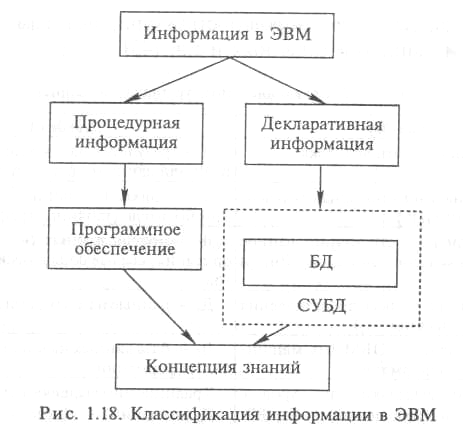 Информация в ЭВМ
Процедурная
информация
Декларативная
информация
Программное
обеспечение
БД
СУБД
Концепция знаний
Рис. 1.18. Классификация информации в ЭВМ